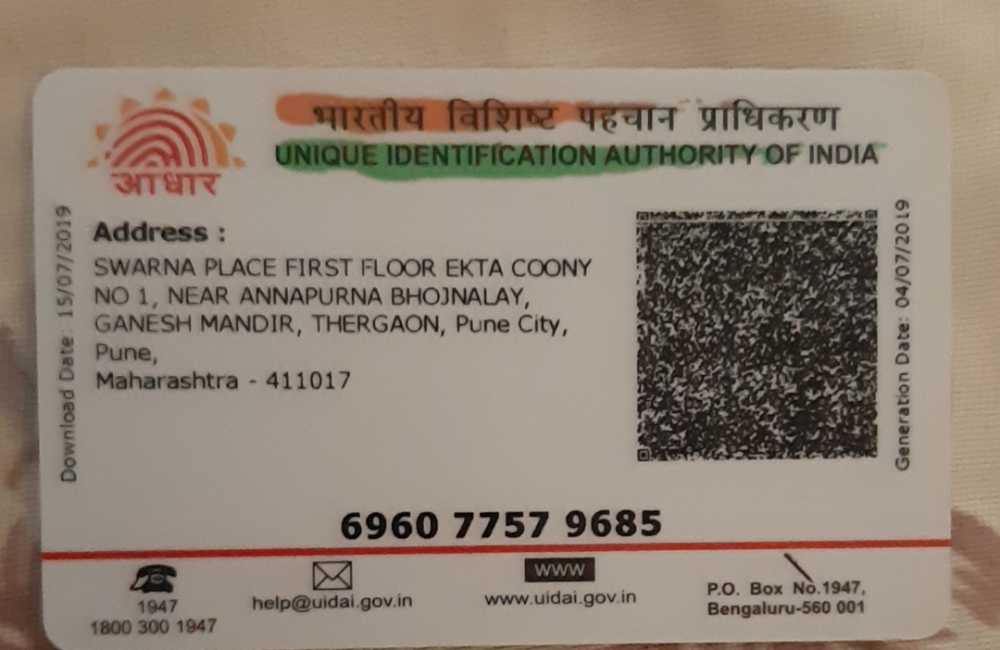 भारतीय विशिष्ट पहचान प्राधिकरण
UNIQUE IDENTIFICATION AUTHORITY OF INDIA
आधार
Address :
SWARNA PLACE FIRST FLOOR EKTA COONY
NO 1, NEAR ANNAPURNA BHOJNALAY,
GANESH MANDIR, THERGAON, Pune City,
Pune,
Maharashtra - 411017
Download Date: 15/07/2019
Generation Date: 04/07/2019
6960 7757 9685
1947
1800 300 1947
help@uidai.gov.in
www
www.uidai.gov.in
P.O. Box No.1947,
Bengaluru-560 001